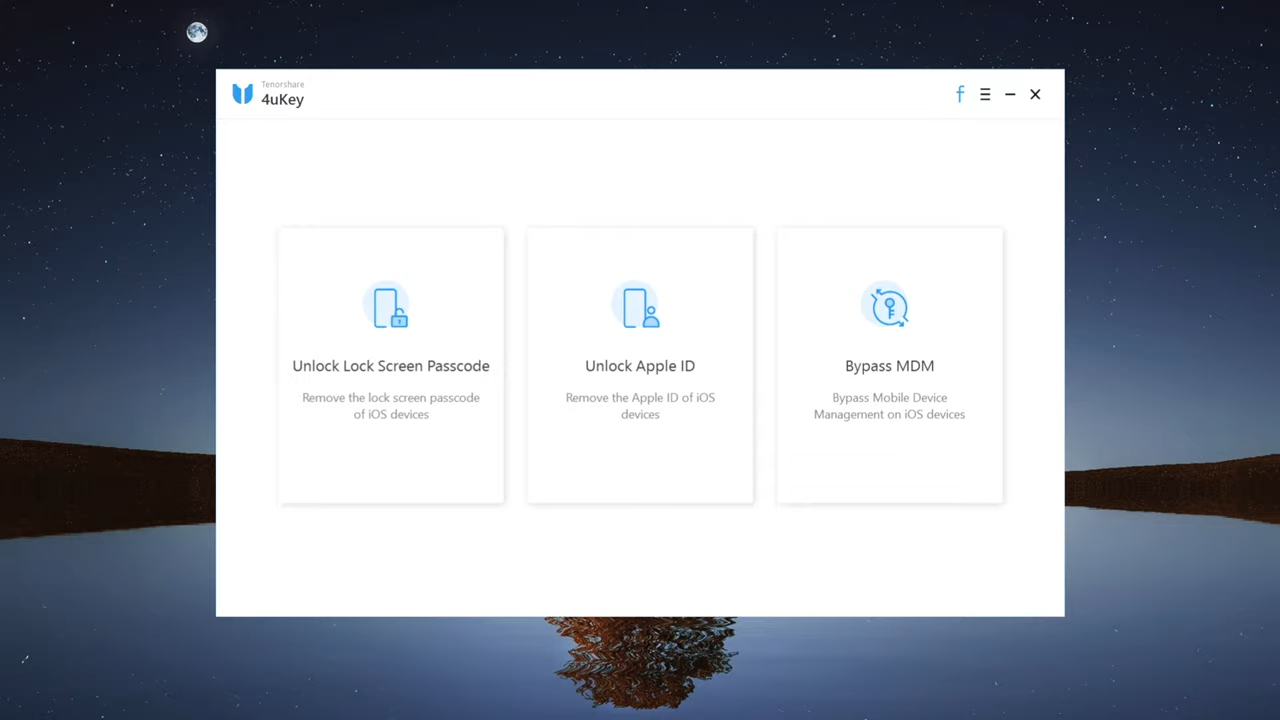 Tenorshare
4uKey
Unlock Lock Screen Passcode
Remove the lock screen passcode
of iOS devices
Unlock Apple ID
Remove the Apple ID of iOS
devices
Bypass MDM
Bypass Mobile Device
Management on iOS devices